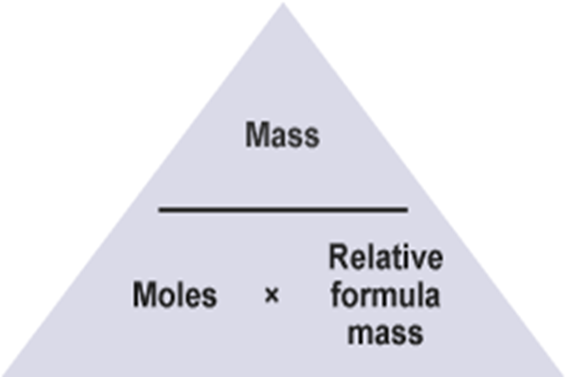 Mass
Moles × Relative
formula
mass